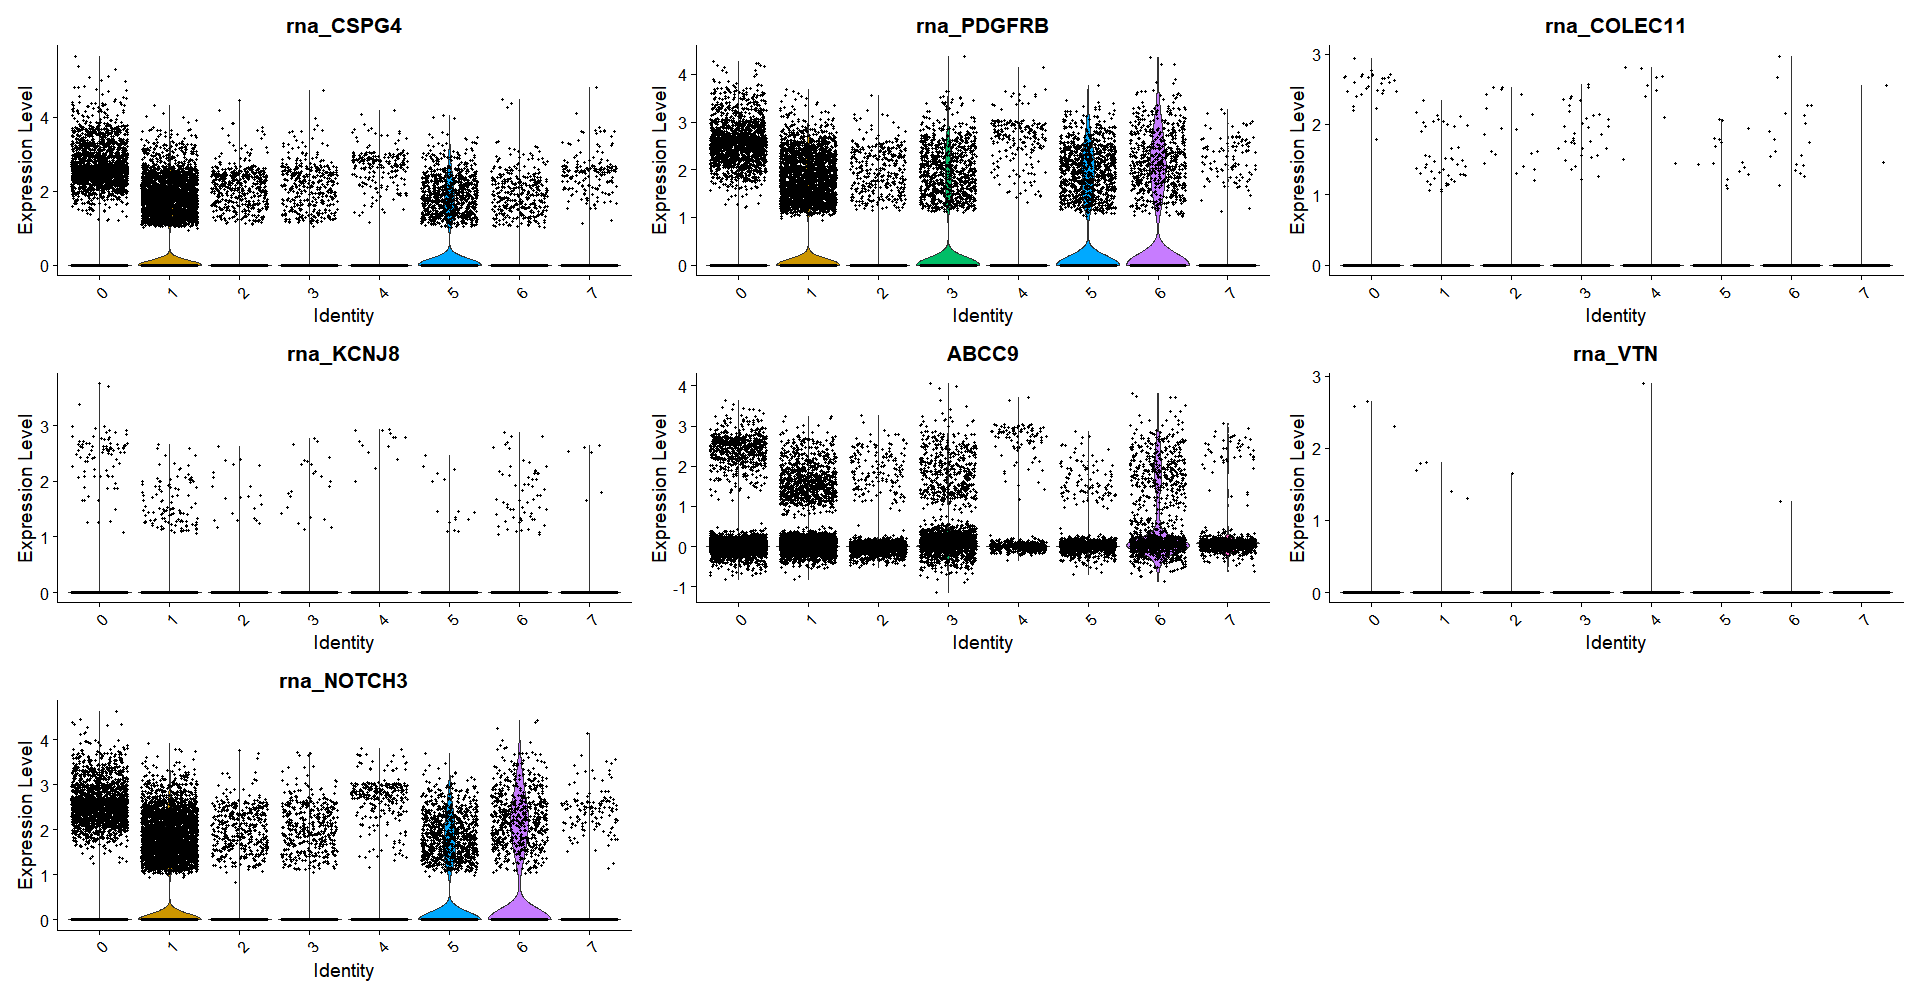 rna_CSPG4
Expression Level
4
2
0
0 1 2 3 4 5 6 7
Identity
rna_PDGFRB
Expression Level
4
3
2
1
0
0 1 2 3 4 5 6 7
Identity
rna_COLEC11
Expression Level
3
2
1
0
0 1 2 3 4 5 6 7
Identity
rna_KCNJ8
Expression Level
3
2
1
0
0 1 2 3 4 5 6 7
Identity
ABCC9
Expression Level
4
3
2
1
0
-1
0 1 2 3 4 5 6 7
Identity
rna_VTN
Expression Level
3
2
1
0
0 1 2 3 4 5 6 7
Identity
rna_NOTCH3
Expression Level
4
3
2
1
0
0 1 2 3 4 5 6 7
Identity